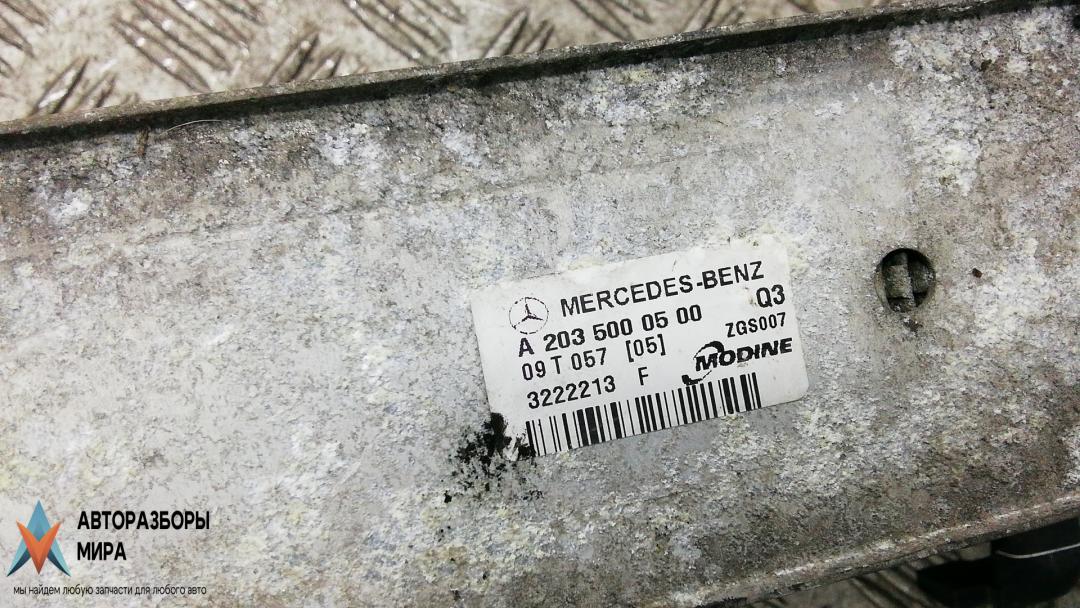 MERCEDES-BENZ
A 203 500 05 00 Q3
09 T 057 [05] ZGS007
3222213 F MODINE
АВТОРАЗБОРЫ
МИРА
мы найдем любую запчасти для любого авто